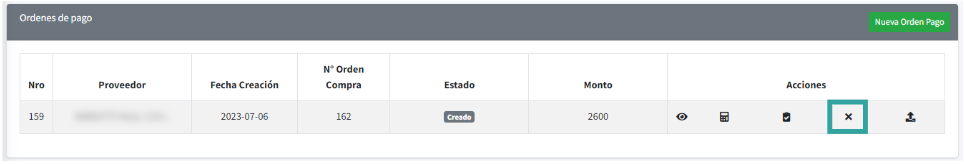 Ordenes de pago
Nueva Orden Pago
Nro
Proveedor
Fecha Creación
N° Orden
Compra
Estado
Monto
Acciones
159
2023-07-06
162
Creado
2600